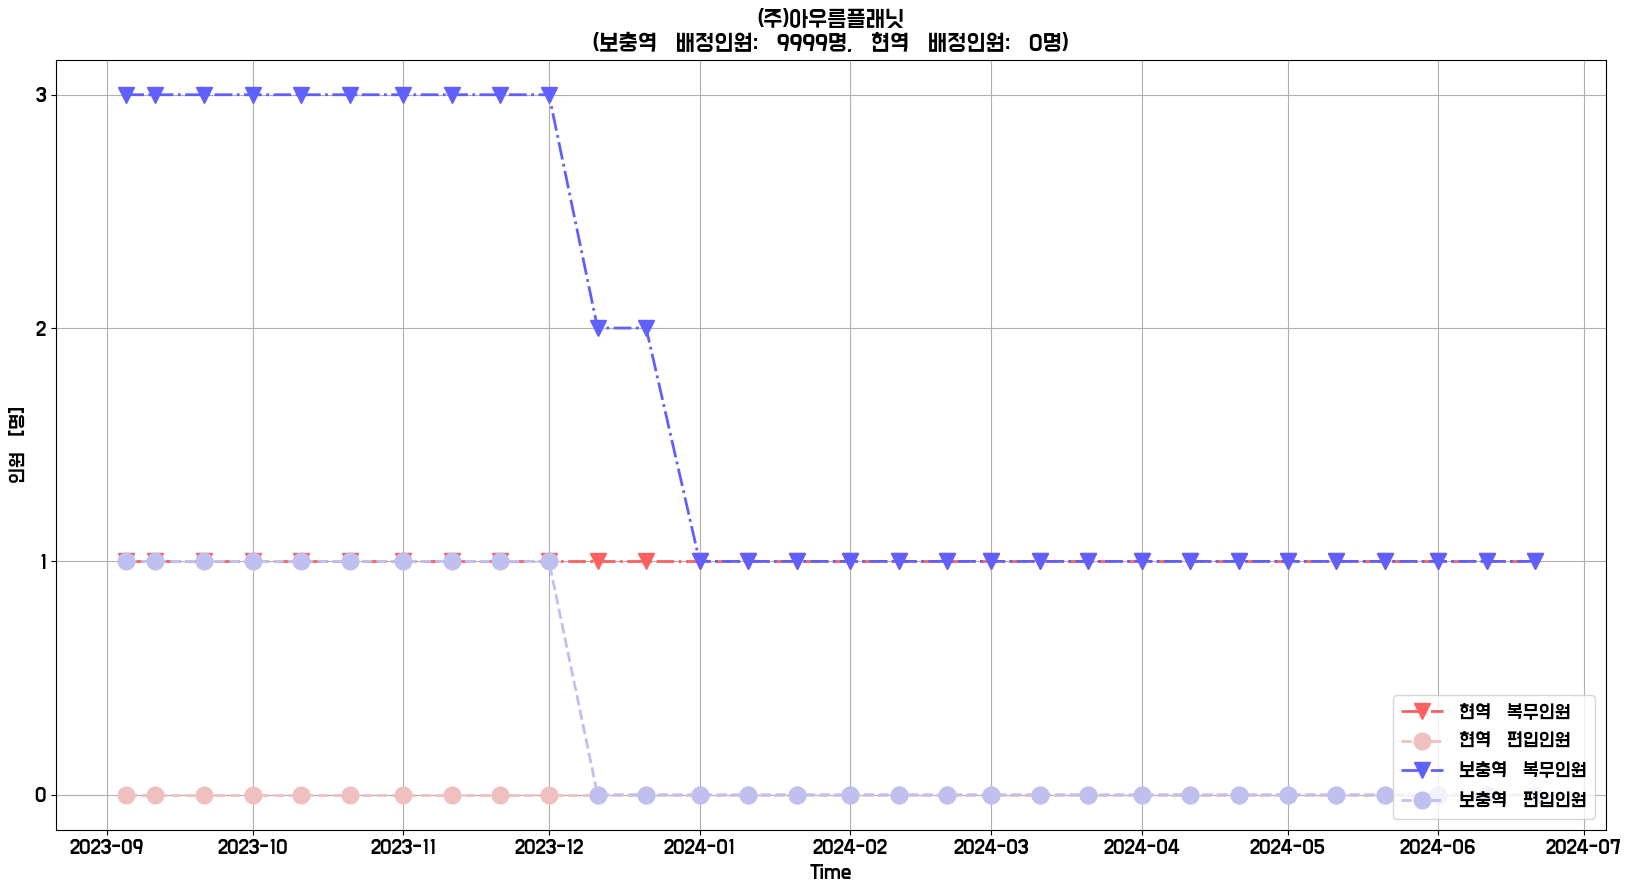 (주)아우름플래닛
(보충역 배정인원: 9999명, 현역 배정인원: 0명)
인원 [명]
3
2
1
0
2023-09 2023-10 2023-11 2023-12 2024-01 2024-02 2024-03 2024-04 2024-05 2024-06 2024-07
Time
현역 복무인원
현역 편입인원
보충역 복무인원
보충역 편입인원